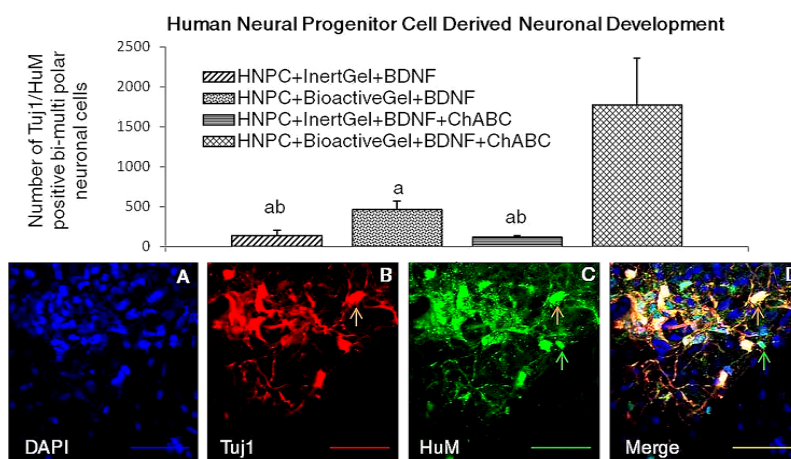 Human Neural Progenitor Cell Derived Neuronal Development
Number of Tuj1/HuM
positive bi-multi polar
neuronal cells
2500
2000
1500
1000
500
0
HNPC+InertGel+BDNF
HNPC+BioactiveGel+BDNF
HNPC+InertGel+BDNF+ChABC
HNPC+BioactiveGel+BDNF+ChABC
ab
a
ab
A
B
C
D
DAPI
Tuj1
HuM
Merge